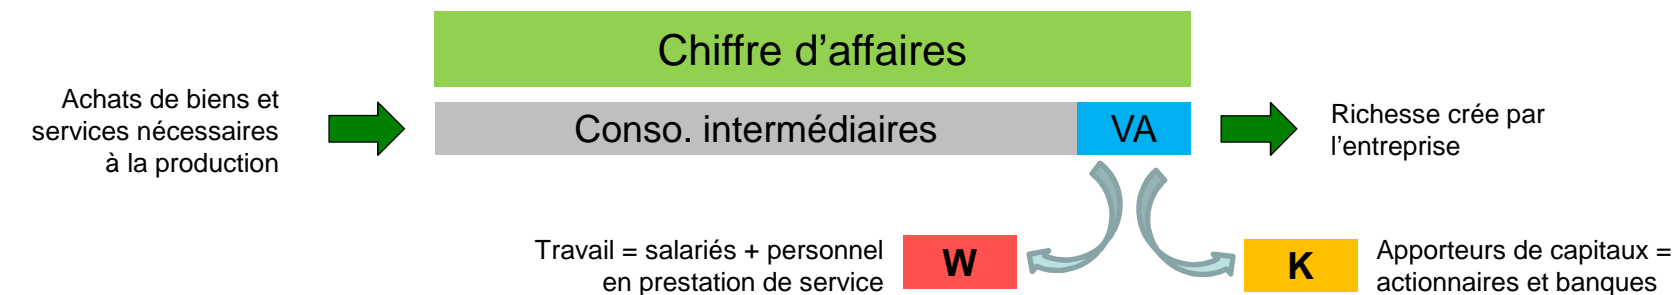 Chiffre d'affaires
Achats de biens et
services nécessaires
à la production
Conso. intermédiaires
VA
Richesse crée par
l'entreprise
Travail = salariés + personnel
en prestation de service
W
K
Apporteurs de capitaux =
actionnaires et banques